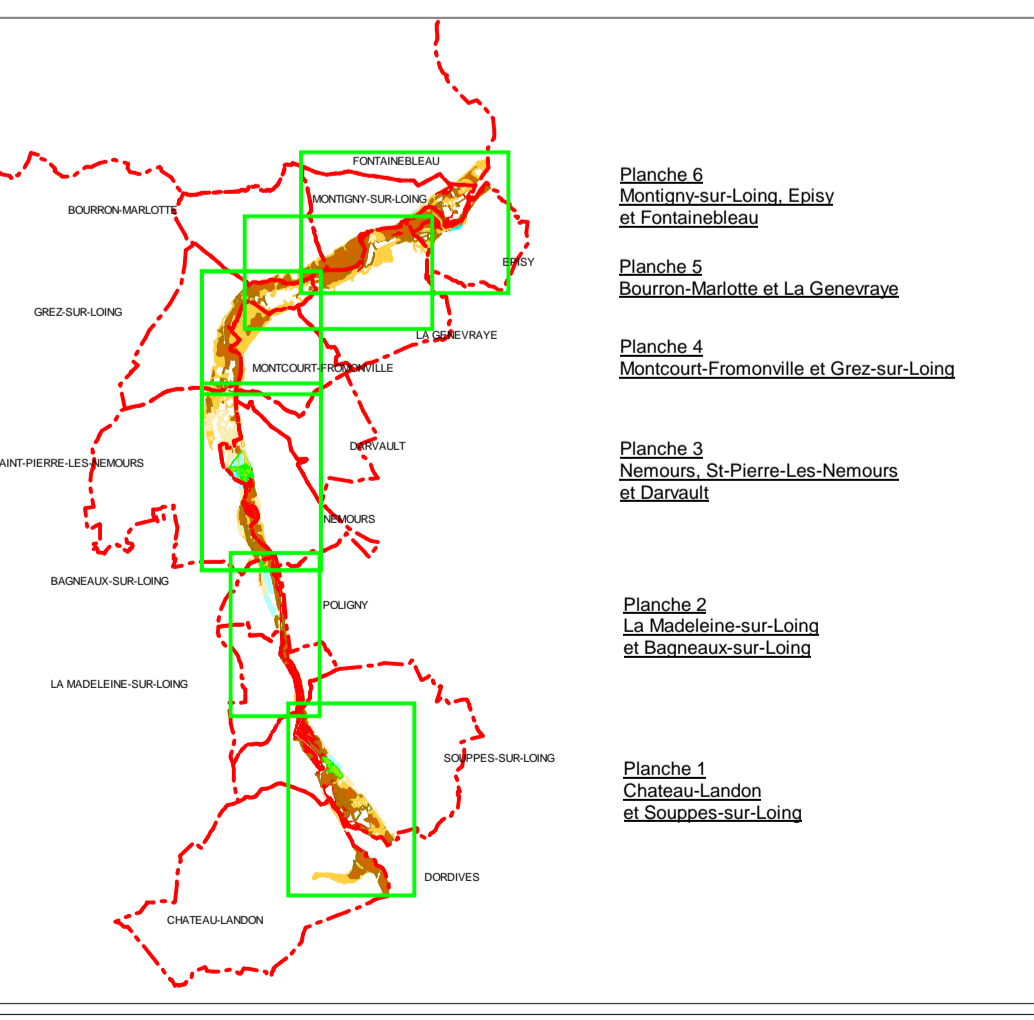 FONTAINEBLEAU
MONTIGNY-SUR-LOING
BOURRON-MARLOTTE
EPISY
GREZ-SUR-LOING
LA GENEVRAYE
MONTCOURT-FROMONVILLE
DARVAULT
AINT-PIERRE-LES-NEMOURS
NEMOURS
BAGNEAUX-SUR-LOING
POLIGNY
LA MADELEINE-SUR-LOING
SOUPPES-SUR-LOING
DORDIVES
CHATEAU-LANDON
Planche 6
Montigny-sur-Loing, Episy
et Fontainebleau
Planche 5
Bourron-Marlotte et La Genevraye
Planche 4
Montcourt-Fromonville et Grez-sur-Loing
Planche 3
Nemours, St-Pierre-Les-Nemours
et Darvault
Planche 2
La Madeleine-sur-Loing
et Bagneaux-sur-Loing
Planche 1
Chateau-Landon
et Souppes-sur-Loing